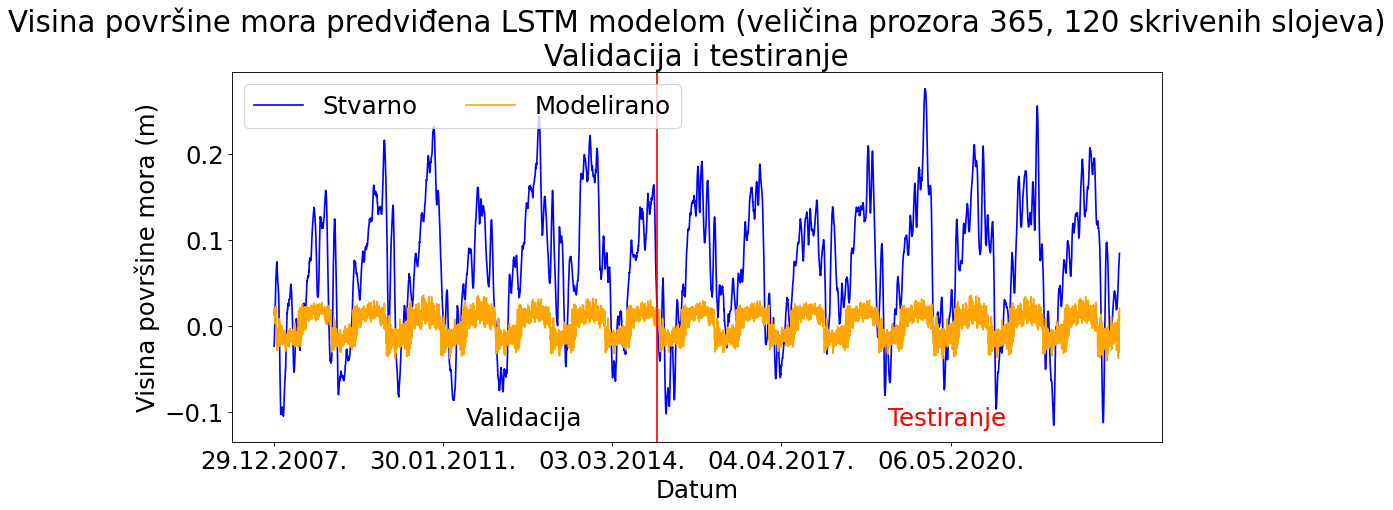 Visina površine mora predviđena LSTM modelom (veličina prozora 365, 120 skrivenih slojeva)
Validacija i testiranje
Stvarno Modelirano
Visina površine mora (m)
0.2
0.1
0.0
−0.1
Validacija Testiranje
29.12.2007. 30.01.2011. 03.03.2014. 04.04.2017. 06.05.2020.
Datum